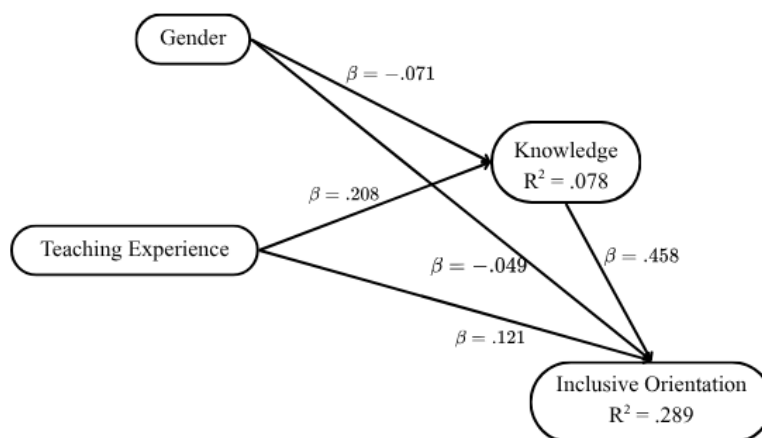 Gender
β = −.071
Knowledge
R² = .078
β = .208
Teaching Experience
β = −.049
β = .458
β = .121
Inclusive Orientation
R² = .289